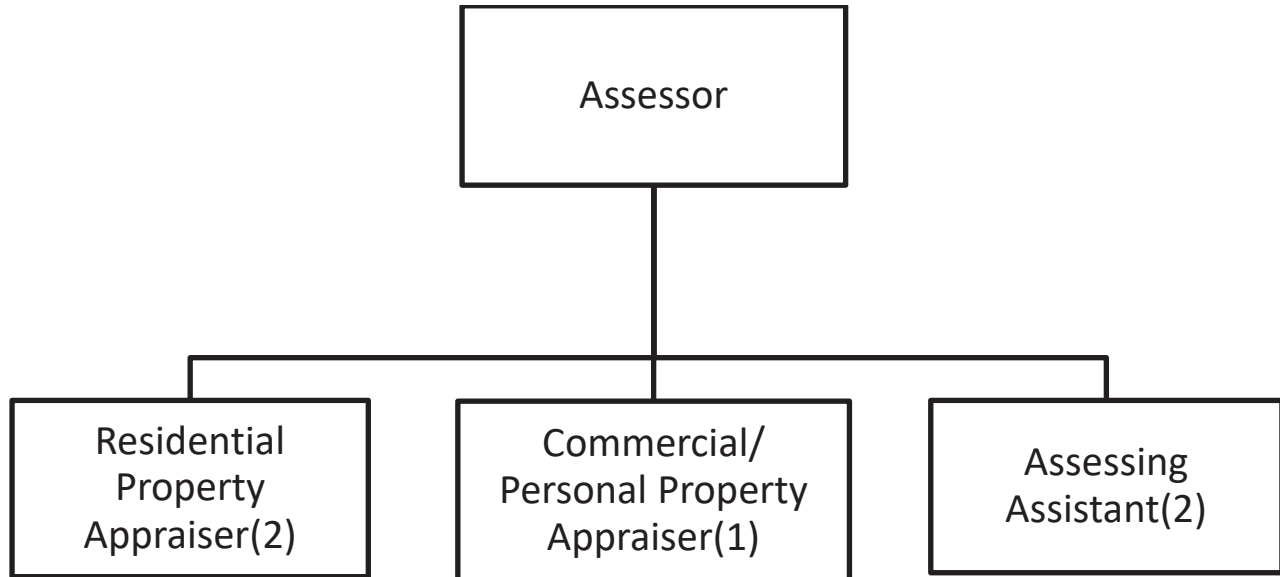 Assessor
Residential
Property
Appraiser(2)
Commercial/
Personal Property
Appraiser(1)
Assessing
Assistant(2)